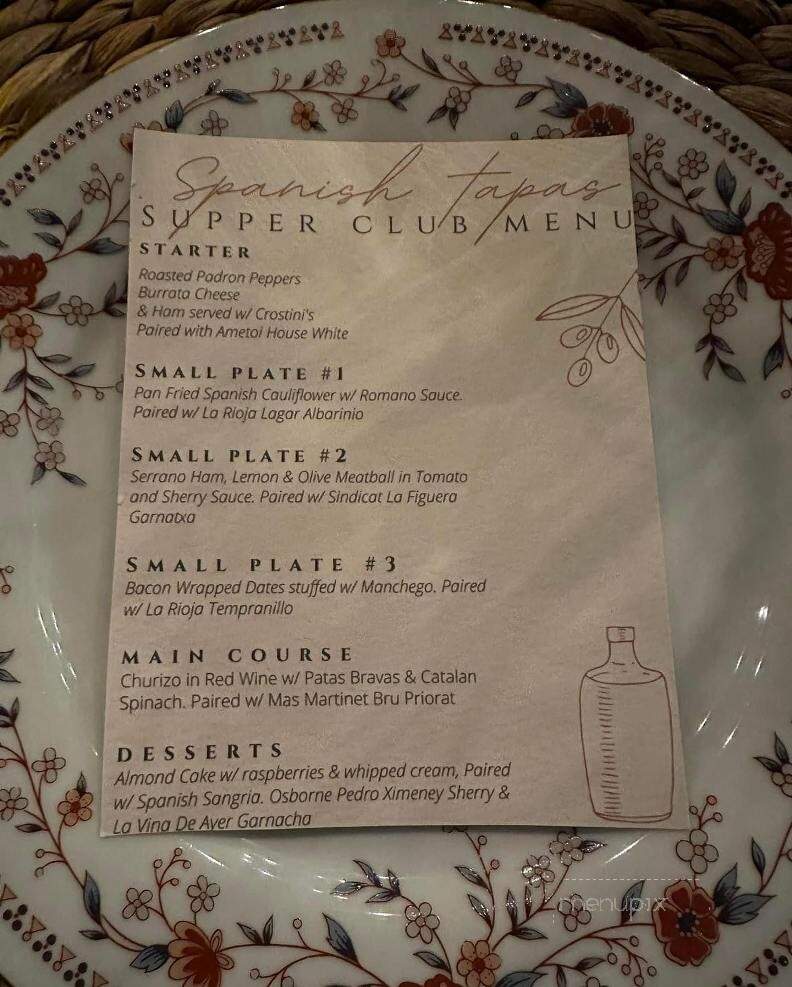 Spanish tapas
SUPPER CLUB MENU
STARTER
Roasted Padron Peppers
Burrata Cheese
& Ham served w/ Crostini's
Paired with Ametoi House White
SMALL PLATE #1
Pan Fried Spanish Cauliflower w/ Romano Sauce.
Paired w/ La Rioja Lagar Albarinio
SMALL PLATE #2
Serrano Ham, Lemon & Olive Meatball in Tomato
and Sherry Sauce. Paired w/ Sindicat La Figuera
Garnatxa
SMALL PLATE #3
Bacon Wrapped Dates stuffed w/ Manchego. Paired
w/ La Rioja Tempranillo
MAIN COURSE
Churizo in Red Wine w/ Patas Bravas & Catalan
Spinach. Paired w/ Mas Martinet Bru Priorat
DESSERTS
Almond Cake w/ raspberries & whipped cream, Paired
w/ Spanish Sangria. Osborne Pedro Ximeney Sherry &
La Vina De Ayer Garnacha
menupix